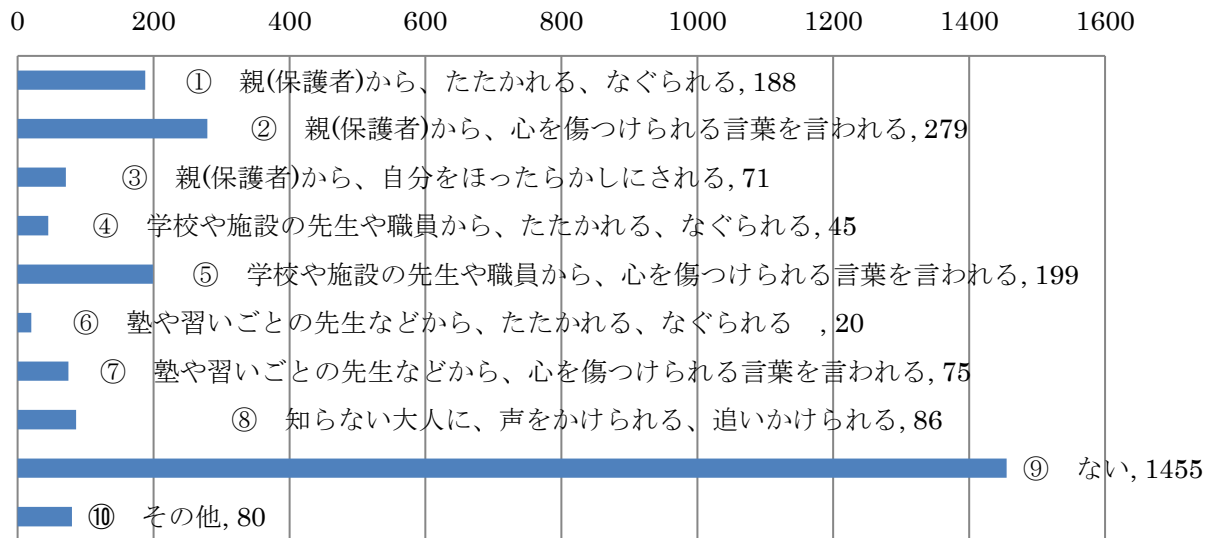 0 200 400 600 800 1000 1200 1400 1600
① 親(保護者)から、たたかれる、なぐられる, 188
② 親(保護者)から、心を傷つけられる言葉を言われる, 279
③ 親(保護者)から、自分をほったらかしにされる, 71
④ 学校や施設の先生や職員から、たたかれる、なぐられる, 45
⑤ 学校や施設の先生や職員から、心を傷つけられる言葉を言われる, 199
⑥ 塾や習いごとの先生などから、たたかれる、なぐられる , 20
⑦ 塾や習いごとの先生などから、心を傷つけられる言葉を言われる, 75
⑧ 知らない大人に、声をかけられる、追いかけられる, 86
⑨ ない, 1455
⑩ その他, 80